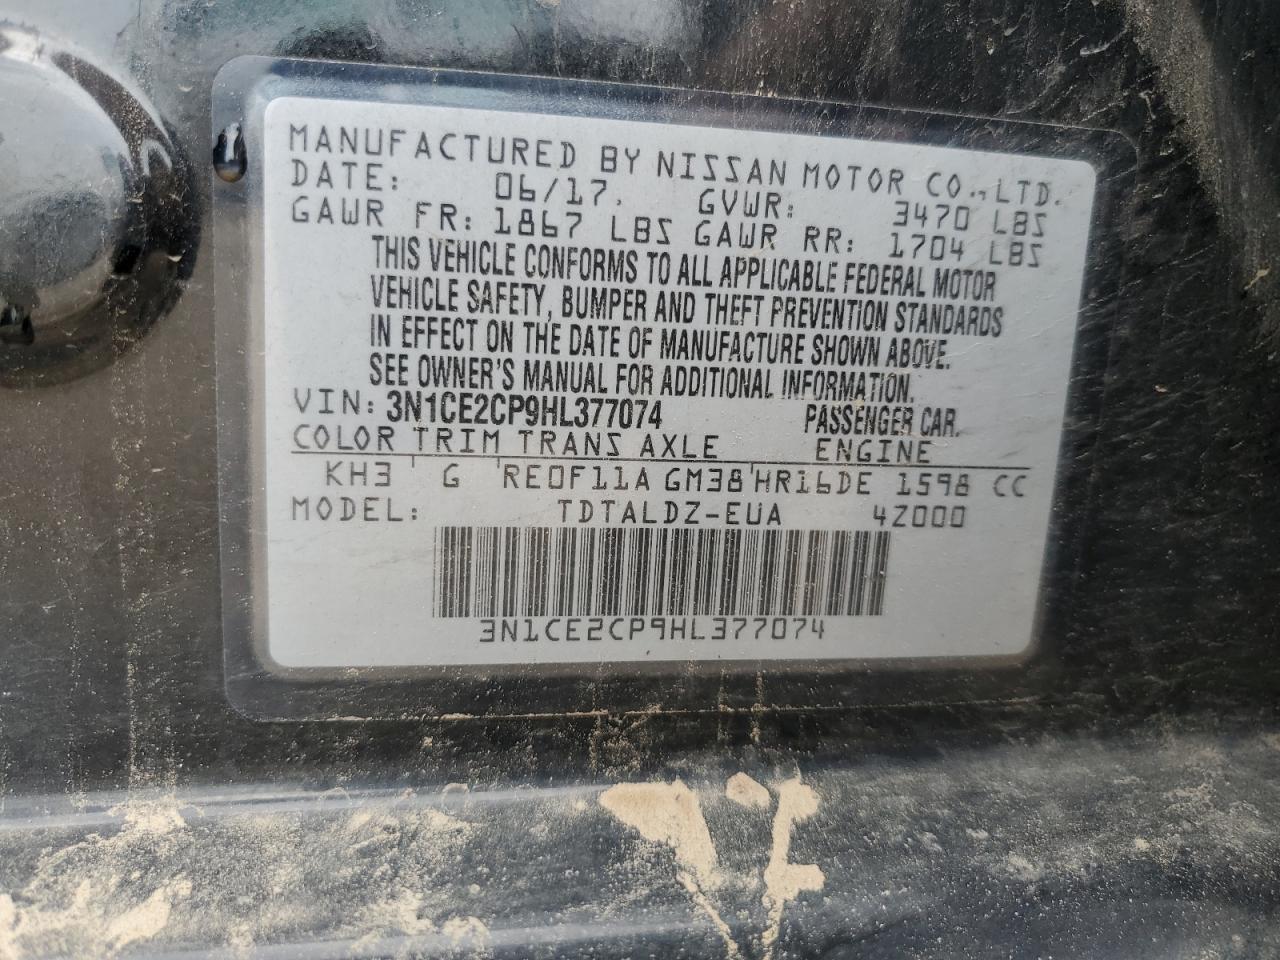 MANUFACTURED BY NISSAN MOTOR CO.,LTD.
DATE: 06/17. GVWR: 3470 LBS
GAWR FR: 1867 LBS GAWR RR: 1704 LBS
THIS VEHICLE CONFORMS TO ALL APPLICABLE FEDERAL MOTOR
VEHICLE SAFETY, BUMPER AND THEFT PREVENTION STANDARDS
IN EFFECT ON THE DATE OF MANUFACTURE SHOWN ABOVE.
SEE OWNER'S MANUAL FOR ADDITIONAL INFORMATION.
VIN: 3N1CE2CP9HL377074 PASSENGER CAR.
COLOR TRIM TRANS AXLE ENGINE
KH3 ' G ' RE0F11A GM38 ' HR16DE 1598 CC
MODEL: TDTALDZ-EUA 4Z000
3N1CE2CP9HL377074